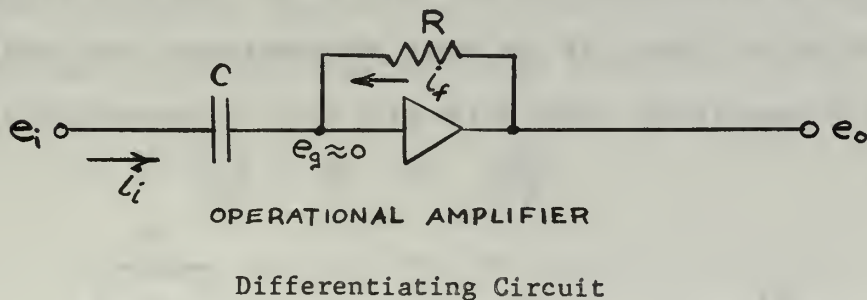 R
C
i_f
e_i
e_g≈0
e_o
i_i
OPERATIONAL AMPLIFIER
Differentiating Circuit